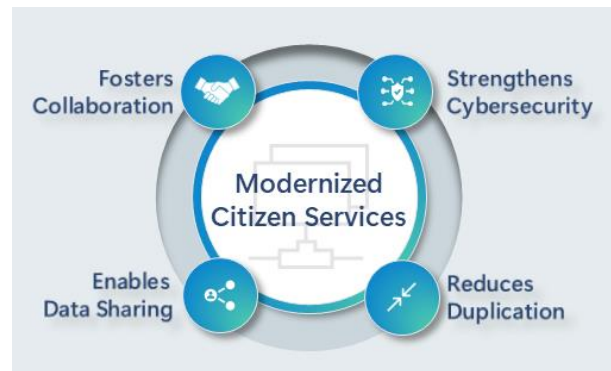 Fosters
Collaboration
Strengthens
Cybersecurity
Modernized
Citizen Services
Enables
Data Sharing
Reduces
Duplication